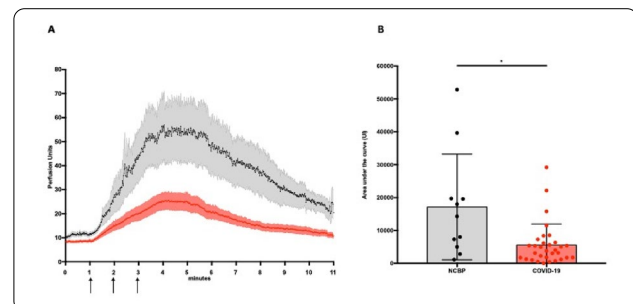 A
B
80
70
60
50
40
30
20
10
0
Perfusion Units
0 1 2 3 4 5 6 7 8 9 10 11
minutes
*
60000
50000
40000
30000
20000
10000
0
Area under the curve (UI)
NCBP COVID-19